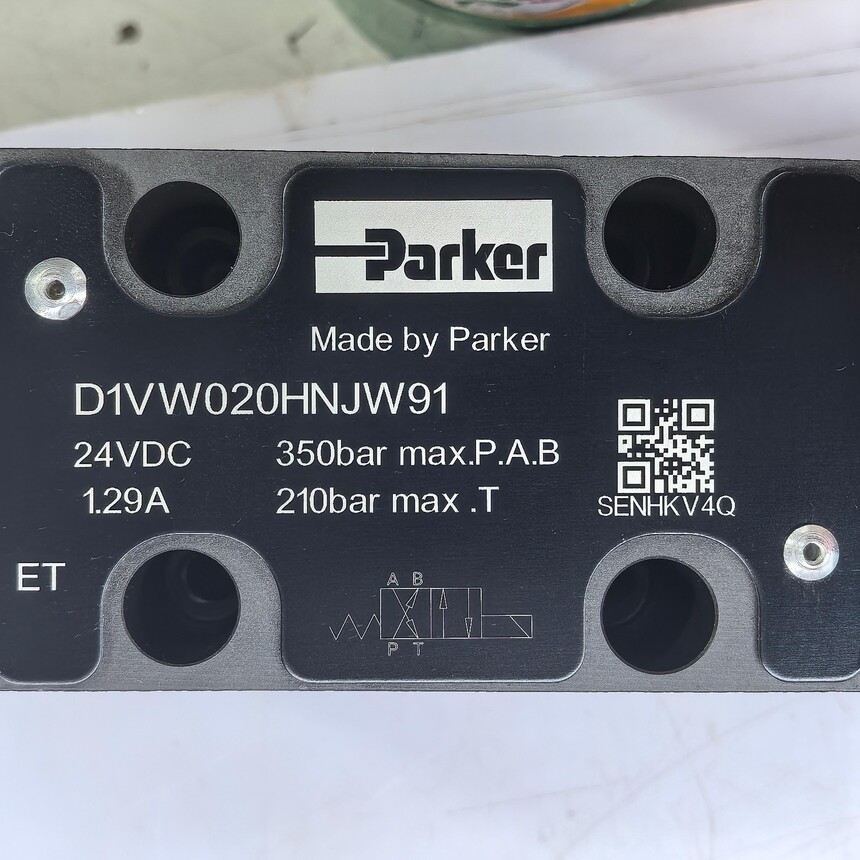 Parker
Made by Parker
D1VW020HNJW91
24VDC 350bar max.P.A.B
1.29A 210bar max .T
SENHKV4Q
ET
A B
P T